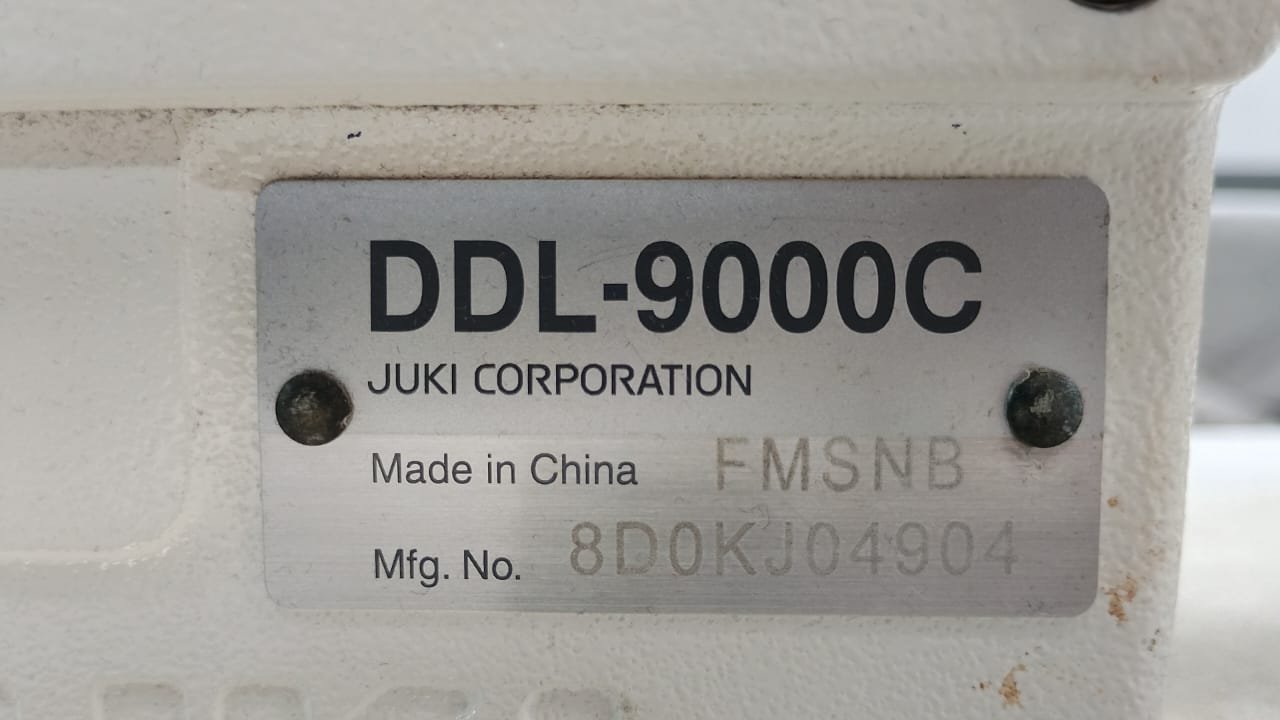 DDL-9000C
JUKI CORPORATION
Made in China FMSNB
Mfg. No. 8D0KJ04904